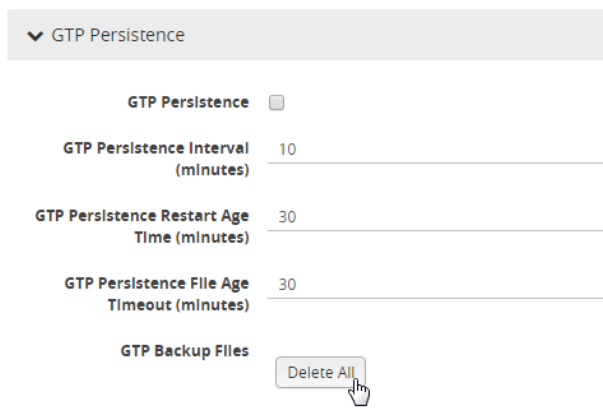 GTP Persistence
GTP Persistence
GTP Persistence Interval
(minutes)
10
GTP Persistence Restart Age
Time (minutes)
30
GTP Persistence File Age
Timeout (minutes)
30
GTP Backup Files
Delete All